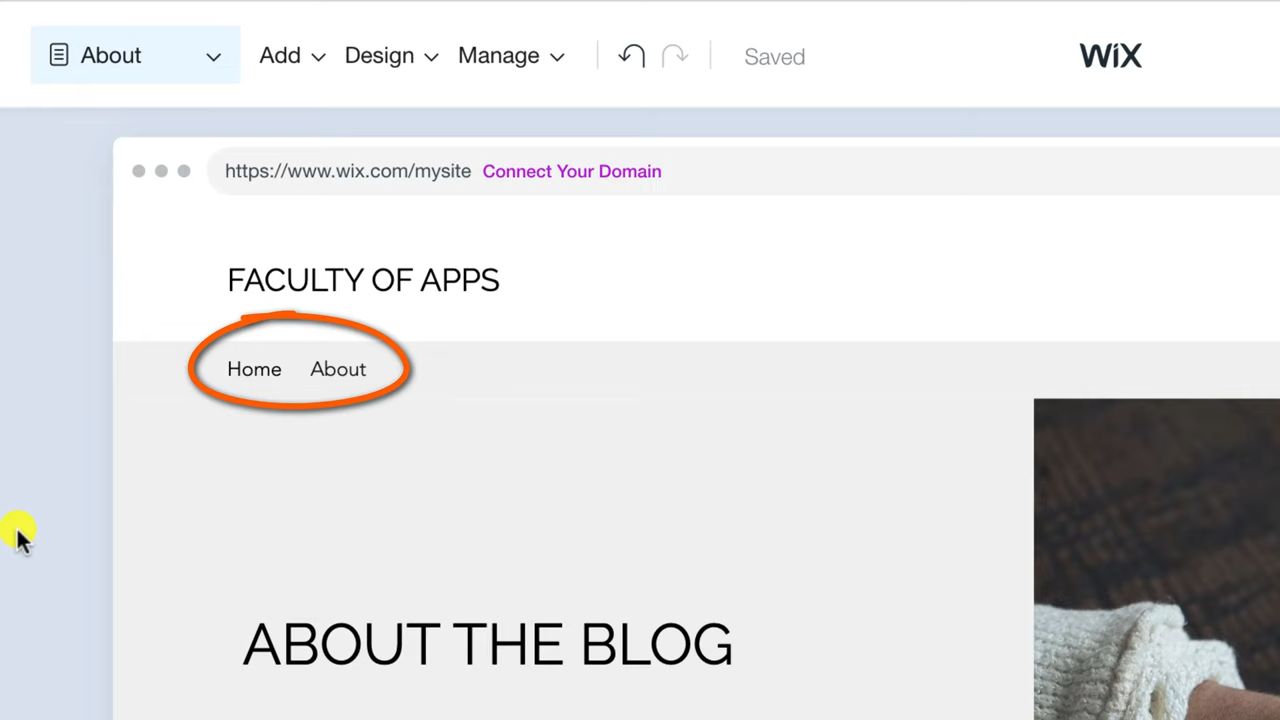 About Add Design Manage Saved WiX
https://www.wix.com/mysite Connect Your Domain
FACULTY OF APPS
Home About
ABOUT THE BLOG